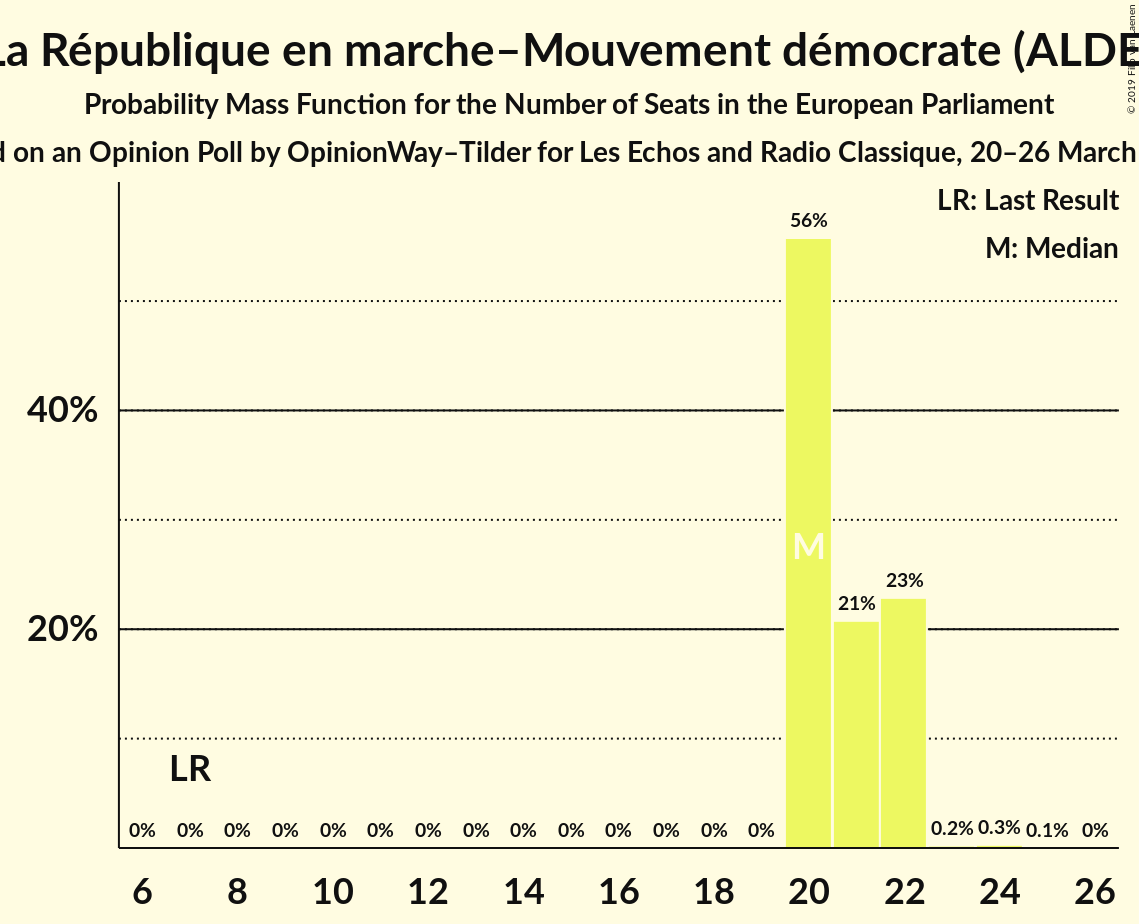 La République en marche–Mouvement démocrate (ALDE
Probability Mass Function for the Number of Seats in the European Parliament
d on an Opinion Poll by OpinionWay–Tilder for Les Echos and Radio Classique, 20–26 March
© 2019
LR: Last Result
M: Median
56%
40%
M
23%
21%
20%
LR
0% 0% 0% 0% 0% 0% 0% 0% 0% 0% 0% 0% 0% 0% 0.2% 0.3% 0.1% 0%
6 8 10 12 14 16 18 20 22 24 26